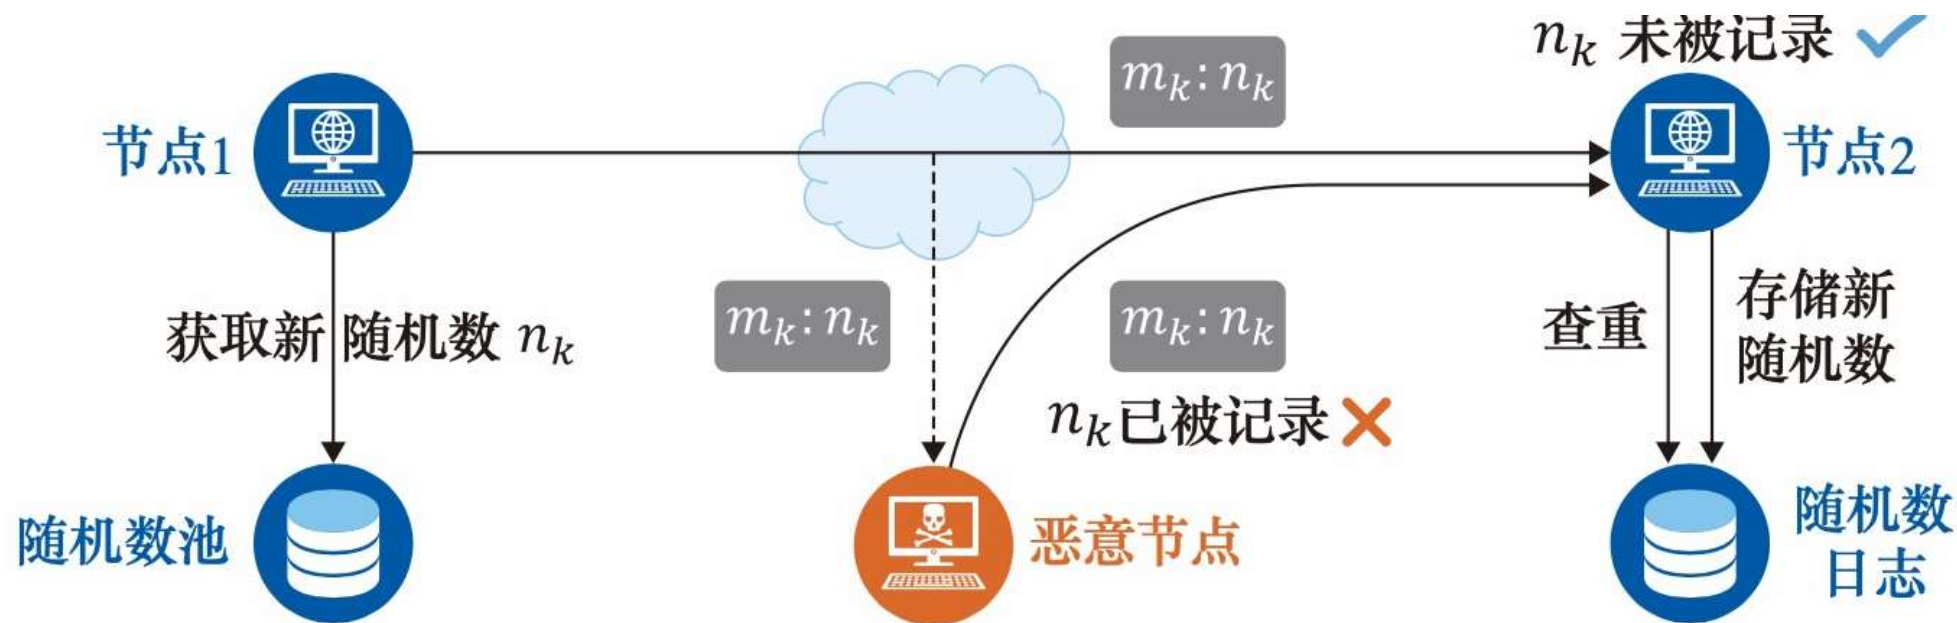 n_k 未被记录
m_k: n_k
节点1
节点2
获取新随机数 n_k
m_k: n_k
m_k: n_k
查重
存储新
随机数
n_k已被记录
随机数池
恶意节点
随机数
日志